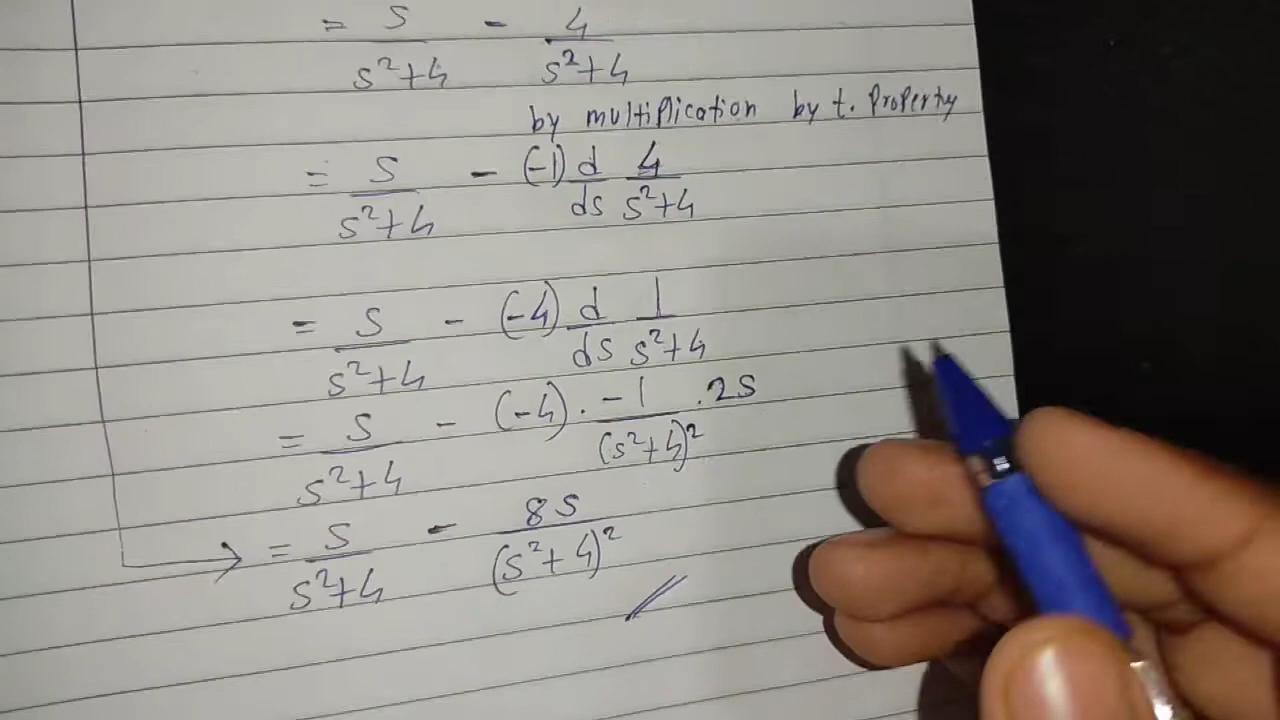 = s/(s²+4) - 4/(s²+4)
by multiplication by t. Property
= s/(s²+4) - (-1) d/ds 4/(s²+4)
= s/(s²+4) - (-4) d/ds 1/(s²+4)
= s/(s²+4) - (-4) · -1/(s²+4)² .2s
→ = s/(s²+4) - 8s/(s²+4)²